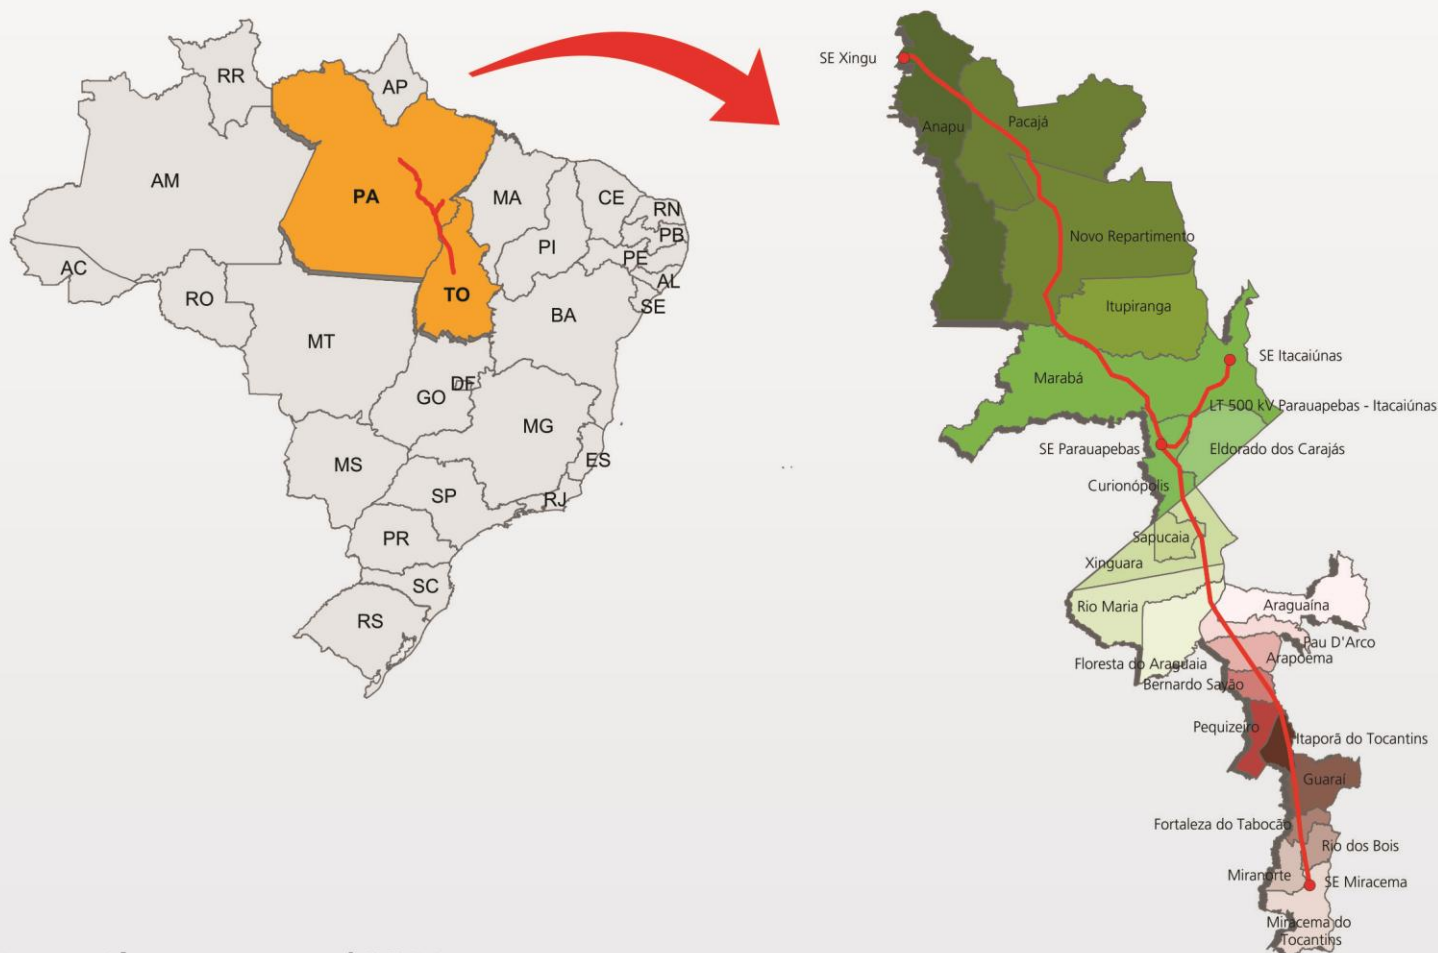 RR
AP
AM
PA
MA
CE
RN
PB
PI
PE
AL
SE
AC
RO
TO
BA
MT
DF
GO
MG
ES
MS
SP
RJ
PR
SC
RS
SE Xingu
Anapu
Pacajá
Novo Repartimento
Itupiranga
SE Itacaiúnas
Marabá
LT 500 kV Parauapebas - Itacaiúnas
SE Parauapebas
Eldorado dos Carajás
Curionópolis
Sapucaia
Xinguara
Rio Maria
Araguaína
Pau D'Arco
Floresta do Araguaia
Arapoema
Bernardo Sayão
Pequizeiro
Itaporã do Tocantins
Guaraí
Fortaleza do Tabocão
Rio dos Bois
Miranorte
SE Miracema
Miracema do
Tocantins